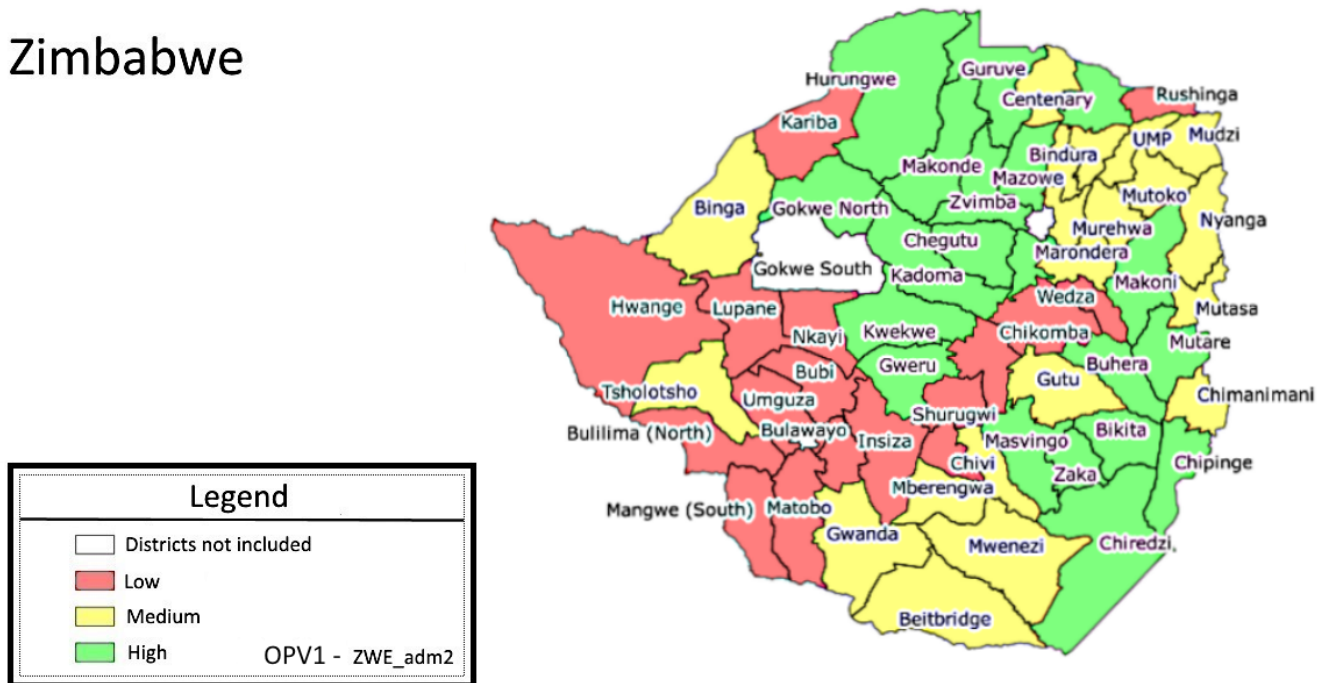 Zimbabwe
Hurungwe
Guruve
Centenary
Rushinga
Kariba
UMP
Mudzi
Bindura
Makonde
Mazowe
Mutoko
Binga
Gokwe North
Zvimba
Nyanga
Murehwa
Chegutu
Marondera
Gokwe South
Kadoma
Makoni
Wedza
Mutasa
Hwange
Lupane
Nkayi
Kwekwe
Chikomba
Mutare
Bubi
Gweru
Buhera
Gutu
Tsholotsho
Umguza
Chimanimani
Shurugwi
Bulilima (North)
Bulawayo
Insiza
Masvingo
Bikita
Chivi
Zaka
Chipinge
Mberengwa
Mangwe (South)
Matobo
Gwanda
Mwenezi
Chiredzi,
Beitbridge
Legend
Districts not included
Low
Medium
High
OPV1 - ZWE_adm2